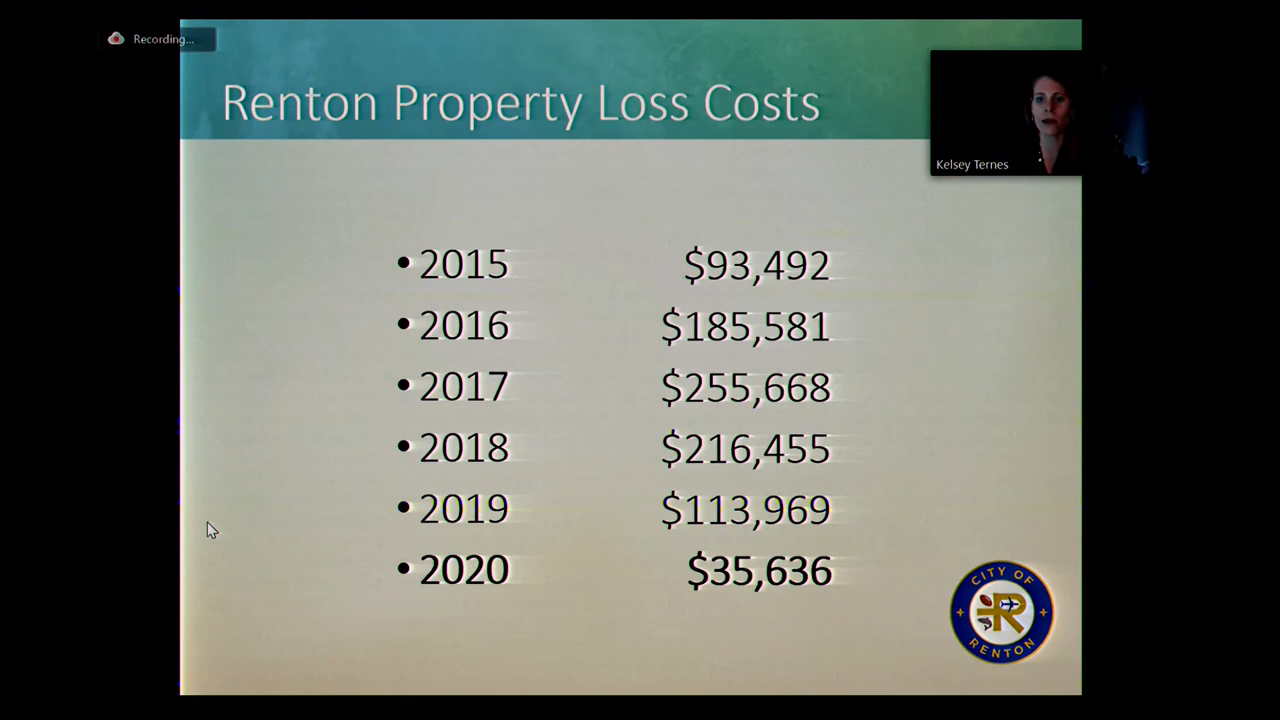 Recording...
Renton Property Loss Costs
Kelsey Ternes
• 2015 $93,492
• 2016 $185,581
• 2017 $255,668
• 2018 $216,455
• 2019 $113,969
• 2020 $35,636
CITY OF
R
RENTON